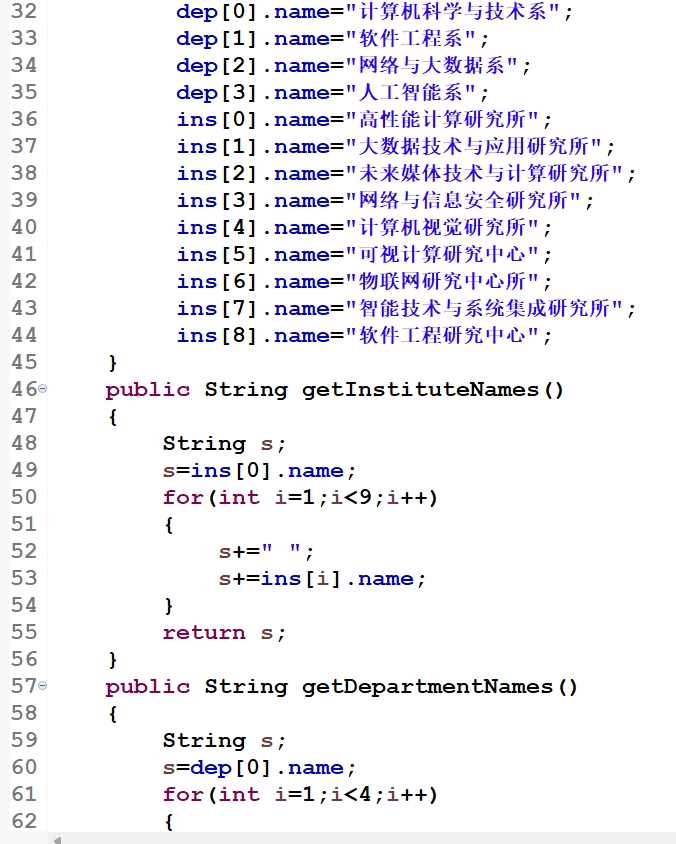 32 dep[0].name="计算机科学与技术系";
33 dep[1].name="软件工程系";
34 dep[2].name="网络与大数据系";
35 dep[3].name="人工智能系";
36 ins[0].name="高性能计算研究所";
37 ins[1].name="大数据技术与应用研究所";
38 ins[2].name="未来媒体技术与计算研究所";
39 ins[3].name="网络与信息安全研究所";
40 ins[4].name="计算机视觉研究所";
41 ins[5].name="可视计算研究中心";
42 ins[6].name="物联网研究中心所";
43 ins[7].name="智能技术与系统集成研究所";
44 ins[8].name="软件工程研究中心";
45 }
46 public String getInstituteNames()
47 {
48 String s;
49 s=ins[0].name;
50 for(int i=1;i<9;i++)
51 {
52 s+=" ";
53 s+=ins[i].name;
54 }
55 return s;
56 }
57 public String getDepartmentNames()
58 {
59 String s;
60 s=dep[0].name;
61 for(int i=1;i<4;i++)
62 {